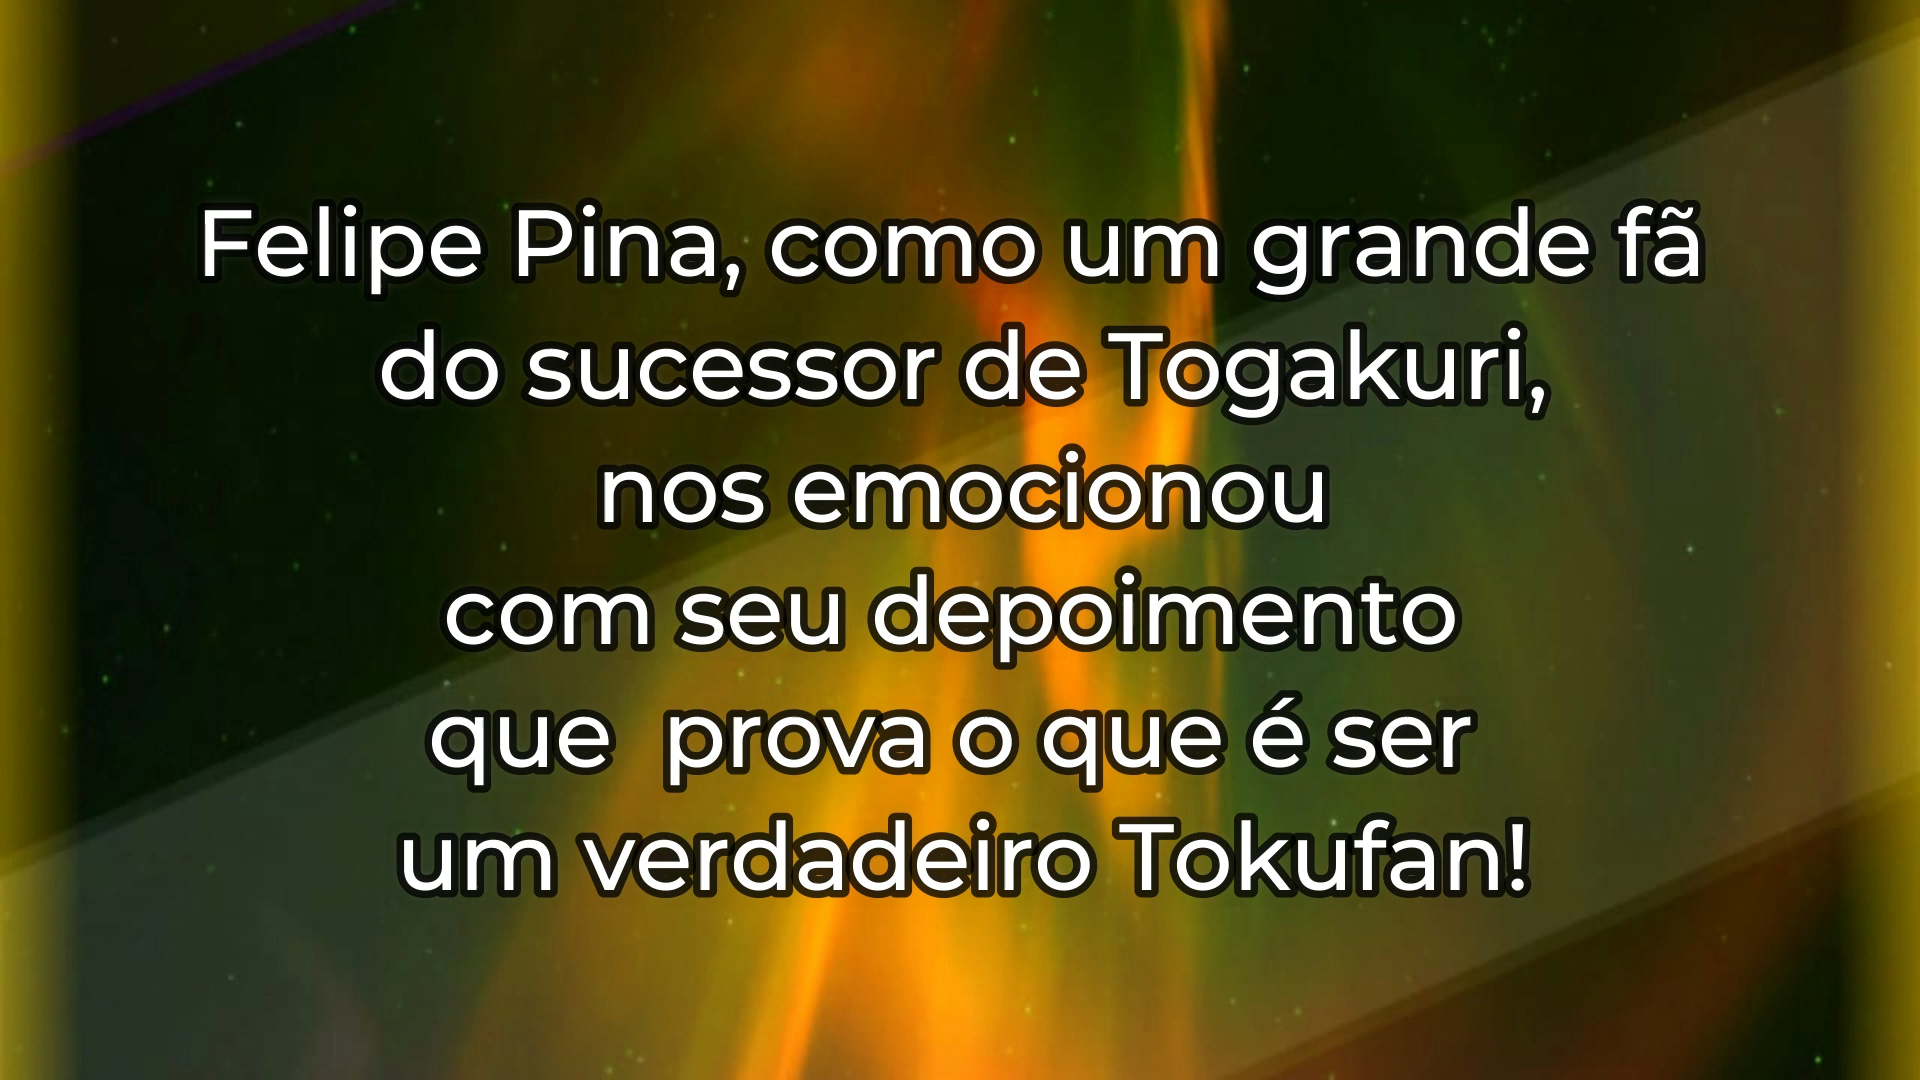 Felipe Pina, como um grande fã
do sucessor de Togakuri,
nos emocionou
com seu depoimento
que  prova o que é ser
um verdadeiro Tokufan!